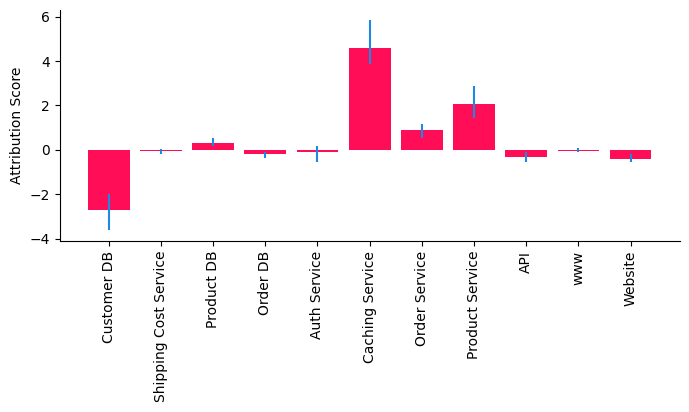 Attribution Score
6
4
2
0
−2
−4
Customer DB
Shipping Cost Service
Product DB
Order DB
Auth Service
Caching Service
Order Service
Product Service
API
www
Website